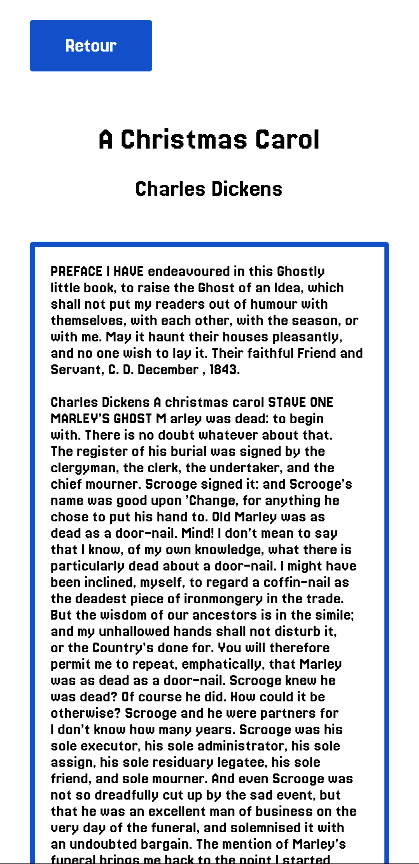 Retour
A Christmas Carol
Charles Dickens
PREFACE I HAVE endeavoured in this Ghostly
little book, to raise the Ghost of an Idea, which
shall not put my readers out of humour with
themselves, with each other, with the season, or
with me. May it haunt their houses pleasantly,
and no one wish to lay it. Their faithful Friend and
Servant, C. D. December , 1843.
Charles Dickens A christmas carol STAVE ONE
MARLEY'S GHOST M arley was dead: to begin
with. There is no doubt whatever about that.
The register of his burial was signed by the
clergyman, the clerk, the undertaker, and the
chief mourner. Scrooge signed it: and Scrooge's
name was good upon 'Change, for anything he
chose to put his hand to. Old Marley was as
dead as a door-nail. Mind! I don't mean to say
that I know, of my own knowledge, what there is
particularly dead about a door-nail. I might have
been inclined, myself, to regard a coffin-nail as
the deadest piece of ironmongery in the trade.
But the wisdom of our ancestors is in the simile;
and my unhallowed hands shall not disturb it,
or the Country's done for. You will therefore
permit me to repeat, emphatically, that Marley
was as dead as a door-nail. Scrooge knew he
was dead? Of course he did. How could it be
otherwise? Scrooge and he were partners for
I don't know how many years. Scrooge was his
sole executor, his sole administrator, his sole
assign, his sole residuary legatee, his sole
friend, and sole mourner. And even Scrooge was
not so dreadfully cut up by the sad event, but
that he was an excellent man of business on the
very day of the funeral, and solemnised it with
an undoubted bargain. The mention of Marley's
funeral brings me back to the point I started